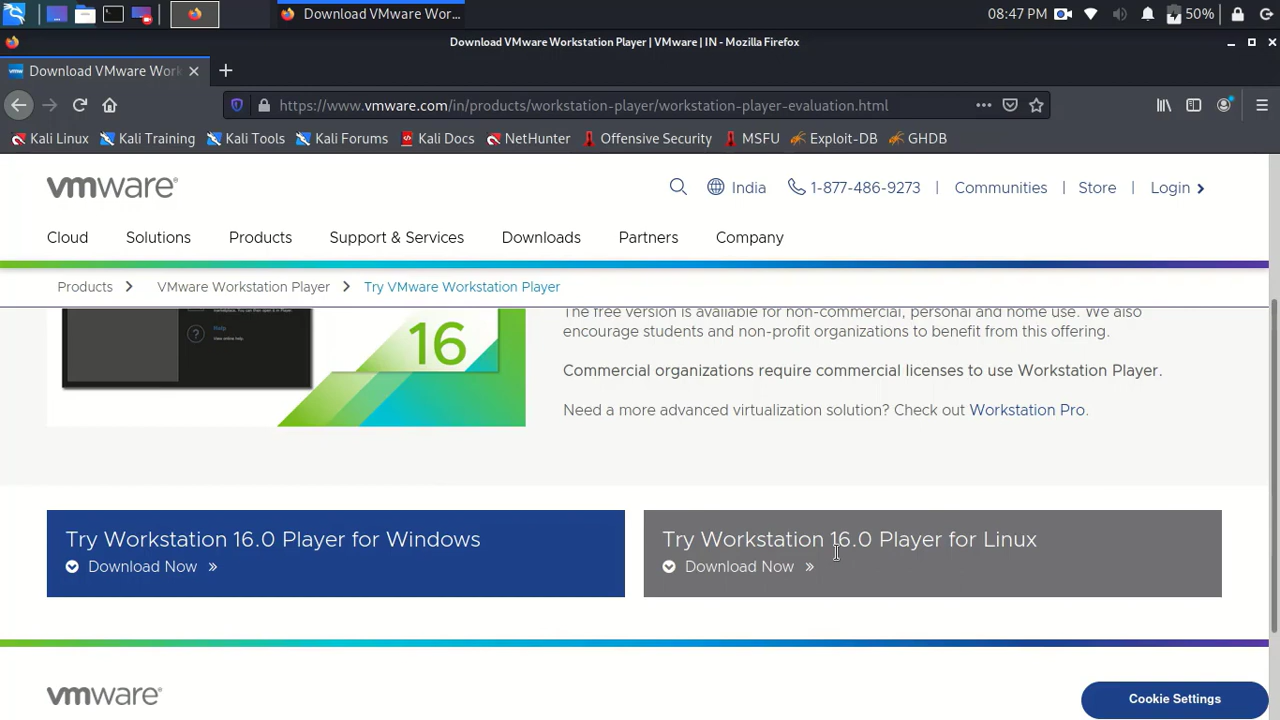 Download VMware Wor...
08:47 PM
50%
Download VMware Workstation Player | VMware | IN - Mozilla Firefox
vmw
Download VMware Work
https://www.vmware.com/in/products/workstation-player/workstation-player-evaluation.html
Kali Linux Kali Training Kali Tools Kali Forums Kali Docs NetHunter Offensive Security MSFU Exploit-DB GHDB
vmware
India
1-877-486-9273 | Communities | Store | Login
Cloud Solutions Products Support & Services Downloads Partners Company
Products VMware Workstation Player Try VMware Workstation Player
Help
View online help.
16
The free version is available for non-commercial, personal and home use. We also
encourage students and non-profit organizations to benefit from this offering.
Commercial organizations require commercial licenses to use Workstation Player.
Need a more advanced virtualization solution? Check out Workstation Pro.
Try Workstation 16.0 Player for Windows
Download Now »
Try Workstation 16.0 Player for Linux
Download Now »
vmware
Cookie Settings